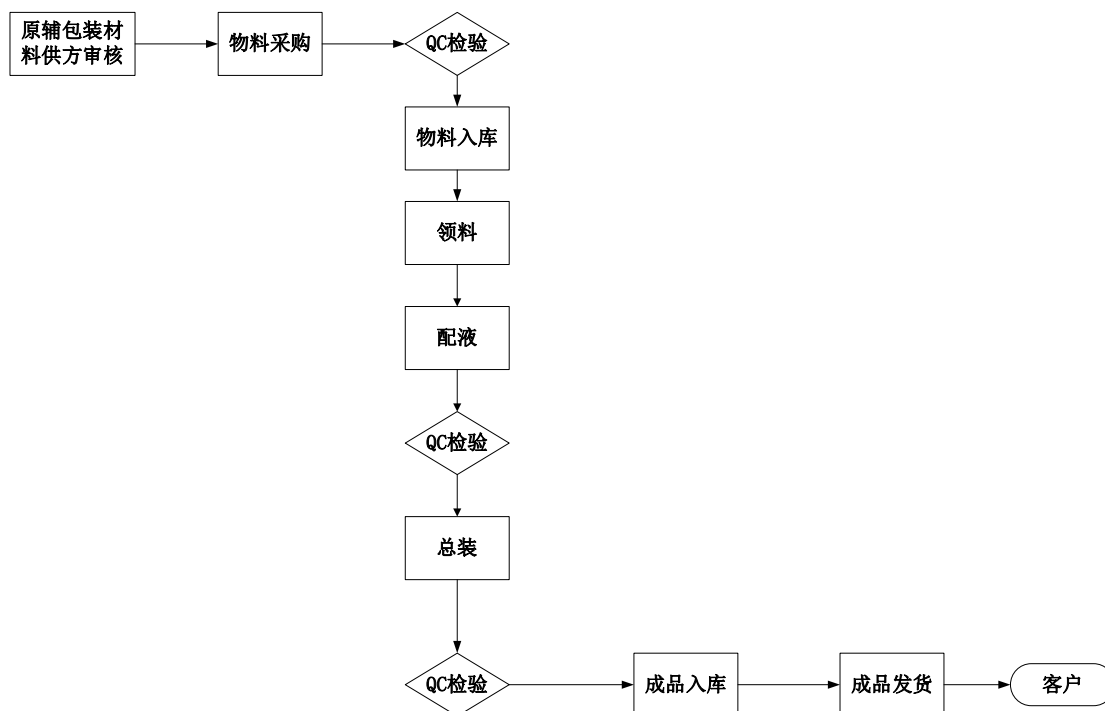 原辅包装材
料供方审核
物料采购
QC检验
物料入库
领料
配液
QC检验
总装
QC检验
成品入库
成品发货
客户